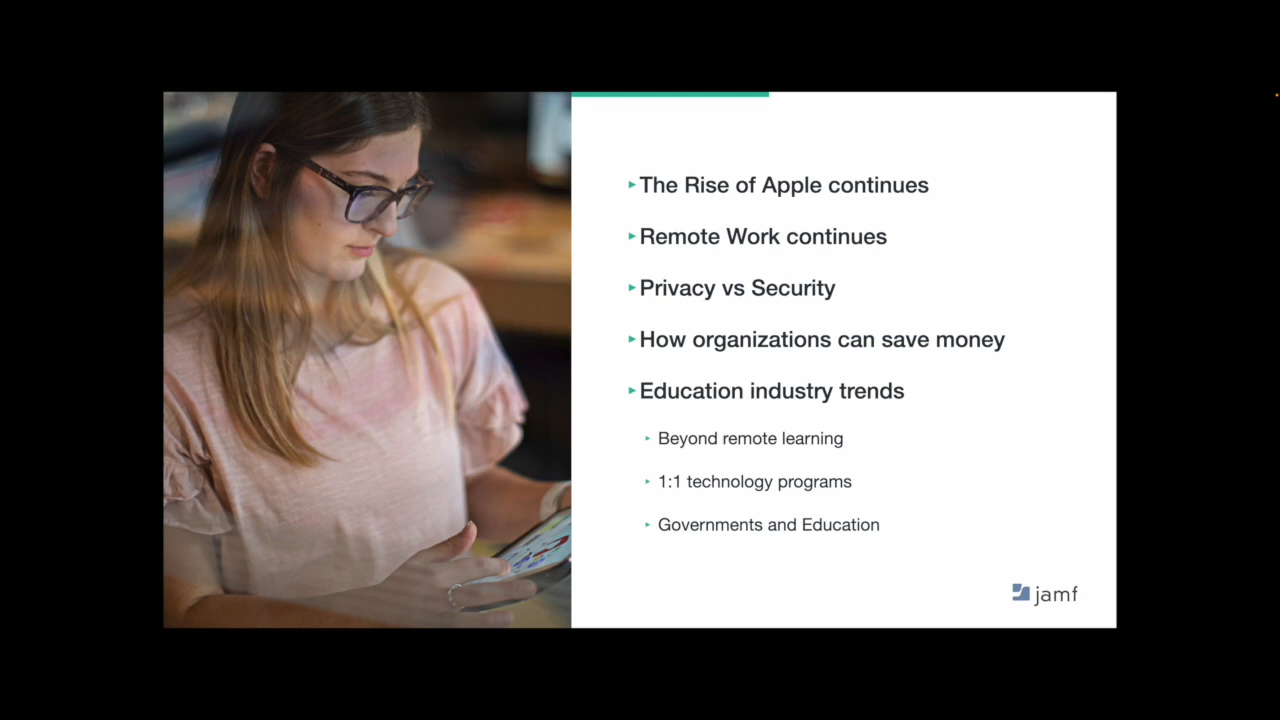 The Rise of Apple continues
Remote Work continues
Privacy vs Security
How organizations can save money
Education industry trends
Beyond remote learning
1:1 technology programs
Governments and Education
jamf